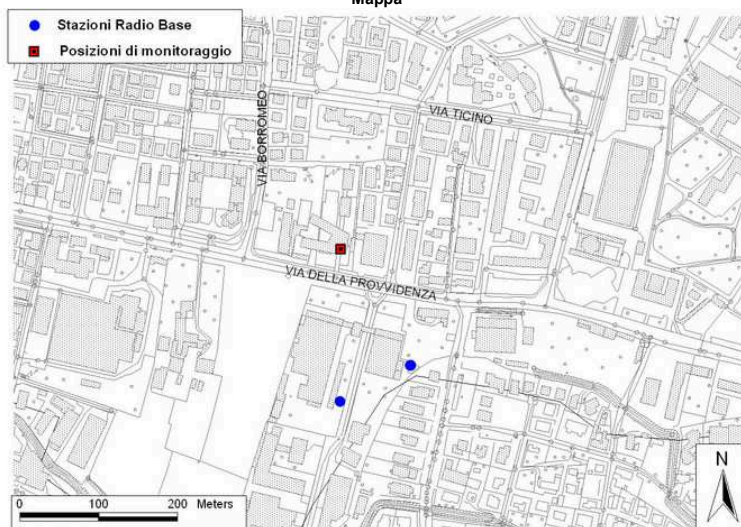 Mappa
Stazioni Radio Base
Posizioni di monitoraggio
VIA BORROMEO
VIA TICINO
VIA DELLA PROVVIDENZA
N
0 100 200 Meters